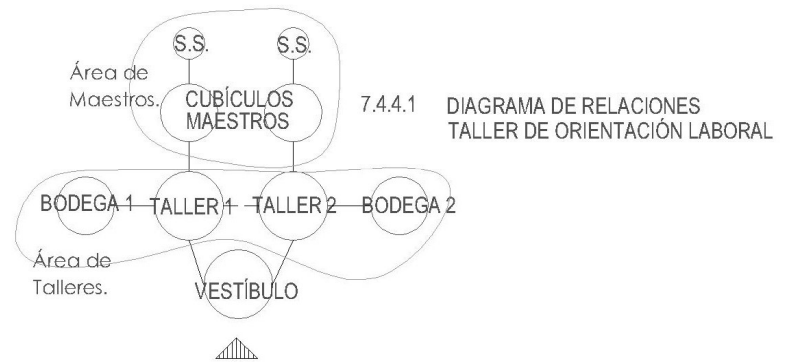 S.S. S.S.
Área de
Maestros.
CUBÍCULOS
MAESTROS
7.4.4.1 DIAGRAMA DE RELACIONES
TALLER DE ORIENTACIÓN LABORAL
BODEGA 1 TALLER 1 TALLER 2 BODEGA 2
Área de
Talleres.
VESTÍBULO